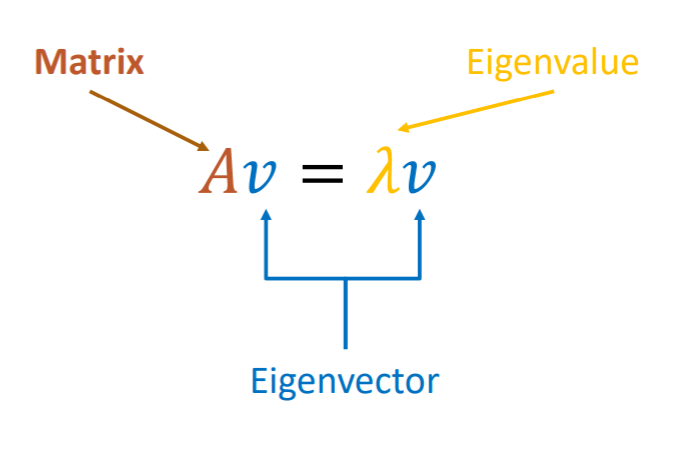 Matrix
Eigenvalue
Av = λv
Eigenvector